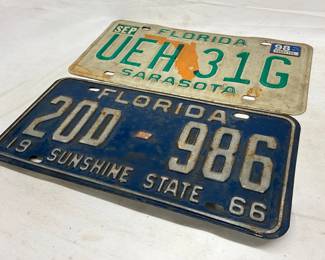 SEP FLORIDA 98
UEH 31G
SARASOTA
FLORIDA
20D 986
19 SUNSHINE STATE 66